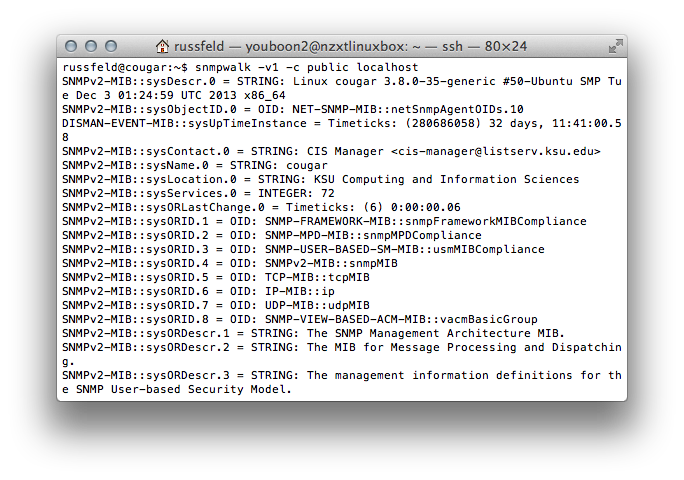 russfeld — youboon2@nzxtlinuxbox: ~ — ssh — 80×24
russfeld@cougar:~$ snmpwalk -v1 -c public localhost
SNMPv2-MIB::sysDescr.0 = STRING: Linux cougar 3.8.0-35-generic #50-Ubuntu SMP Tu
e Dec 3 01:24:59 UTC 2013 x86_64
SNMPv2-MIB::sysObjectID.0 = OID: NET-SNMP-MIB::netSnmpAgentOIDs.10
DISMAN-EVENT-MIB::sysUpTimeInstance = Timeticks: (280686058) 32 days, 11:41:00.5
8
SNMPv2-MIB::sysContact.0 = STRING: CIS Manager <cis-manager@listserv.ksu.edu>
SNMPv2-MIB::sysName.0 = STRING: cougar
SNMPv2-MIB::sysLocation.0 = STRING: KSU Computing and Information Sciences
SNMPv2-MIB::sysServices.0 = INTEGER: 72
SNMPv2-MIB::sysORLastChange.0 = Timeticks: (6) 0:00:00.06
SNMPv2-MIB::sysORID.1 = OID: SNMP-FRAMEWORK-MIB::snmpFrameworkMIBCompliance
SNMPv2-MIB::sysORID.2 = OID: SNMP-MPD-MIB::snmpMPDCompliance
SNMPv2-MIB::sysORID.3 = OID: SNMP-USER-BASED-SM-MIB::usmMIBCompliance
SNMPv2-MIB::sysORID.4 = OID: SNMPv2-MIB::snmpMIB
SNMPv2-MIB::sysORID.5 = OID: TCP-MIB::tcpMIB
SNMPv2-MIB::sysORID.6 = OID: IP-MIB::ip
SNMPv2-MIB::sysORID.7 = OID: UDP-MIB::udpMIB
SNMPv2-MIB::sysORID.8 = OID: SNMP-VIEW-BASED-ACM-MIB::vacmBasicGroup
SNMPv2-MIB::sysORDescr.1 = STRING: The SNMP Management Architecture MIB.
SNMPv2-MIB::sysORDescr.2 = STRING: The MIB for Message Processing and Dispatchin
g.
SNMPv2-MIB::sysORDescr.3 = STRING: The management information definitions for th
e SNMP User-based Security Model.